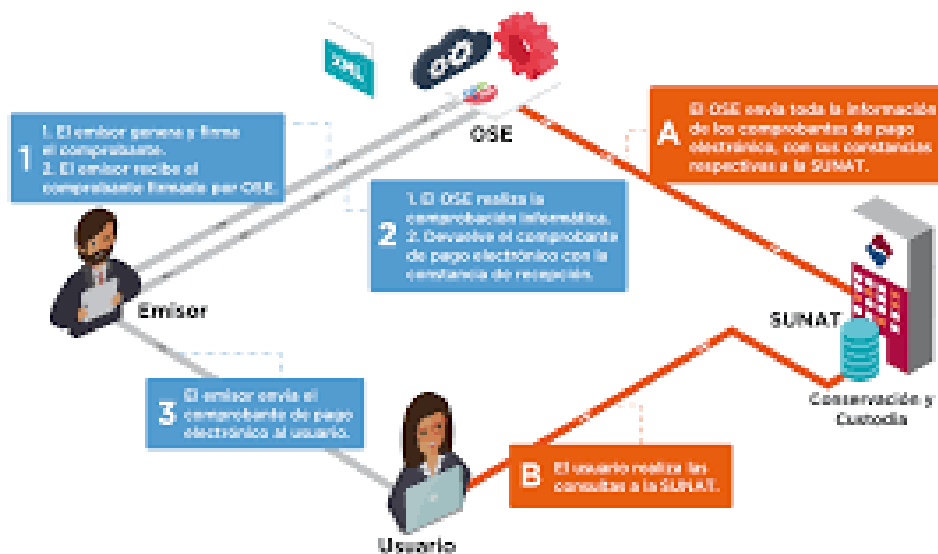 XML
OSE
1
1. El emisor genera y firma
el comprobante.
2. El emisor recibe el
comprobante firmado por OSE.
A
El OSE envía toda la información
de los comprobantes de pago
electrónico, con sus constancias
respectivas a la SUNAT.
2
1. El OSE realiza la
comprobación informática.
2. Devuelve el comprobante
de pago electrónico con la
constancia de recepción.
Emisor
SUNAT
3
El emisor envía el
comprobante de pago
electrónico al usuario.
Conservación y
Custodia
B
El usuario realiza las
consultas a la SUNAT.
Usuario